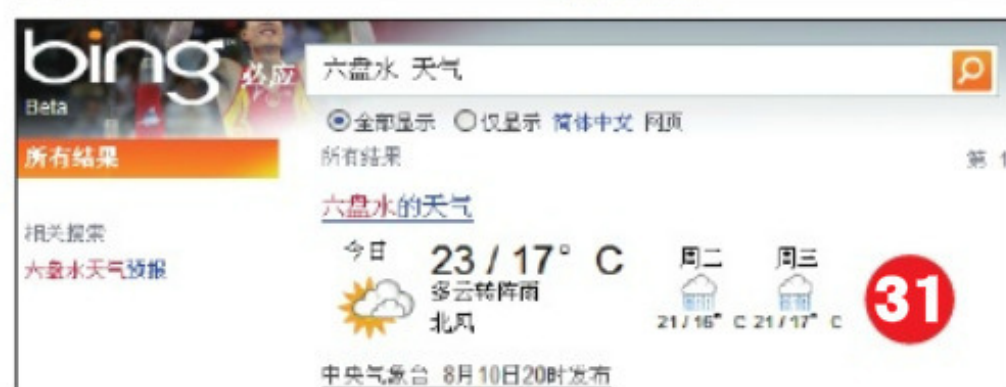 bing 必应
Beta
六盘水 天气
全部显示 仅显示 简体中文 网页
所有结果
所有结果
第 1
六盘水的天气
相关搜索
六盘水天气预报
今日
23 / 17° C
多云转阵雨
北风
周二
21 / 16° C
周三
21 / 17° C
31
中央气象台 8月10日20时发布